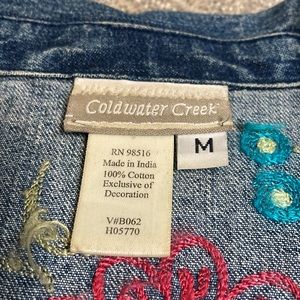 Coldwater Creek
M
RN 98516
Made in India
100% Cotton
Exclusive of
Decoration
V#B062
H05770